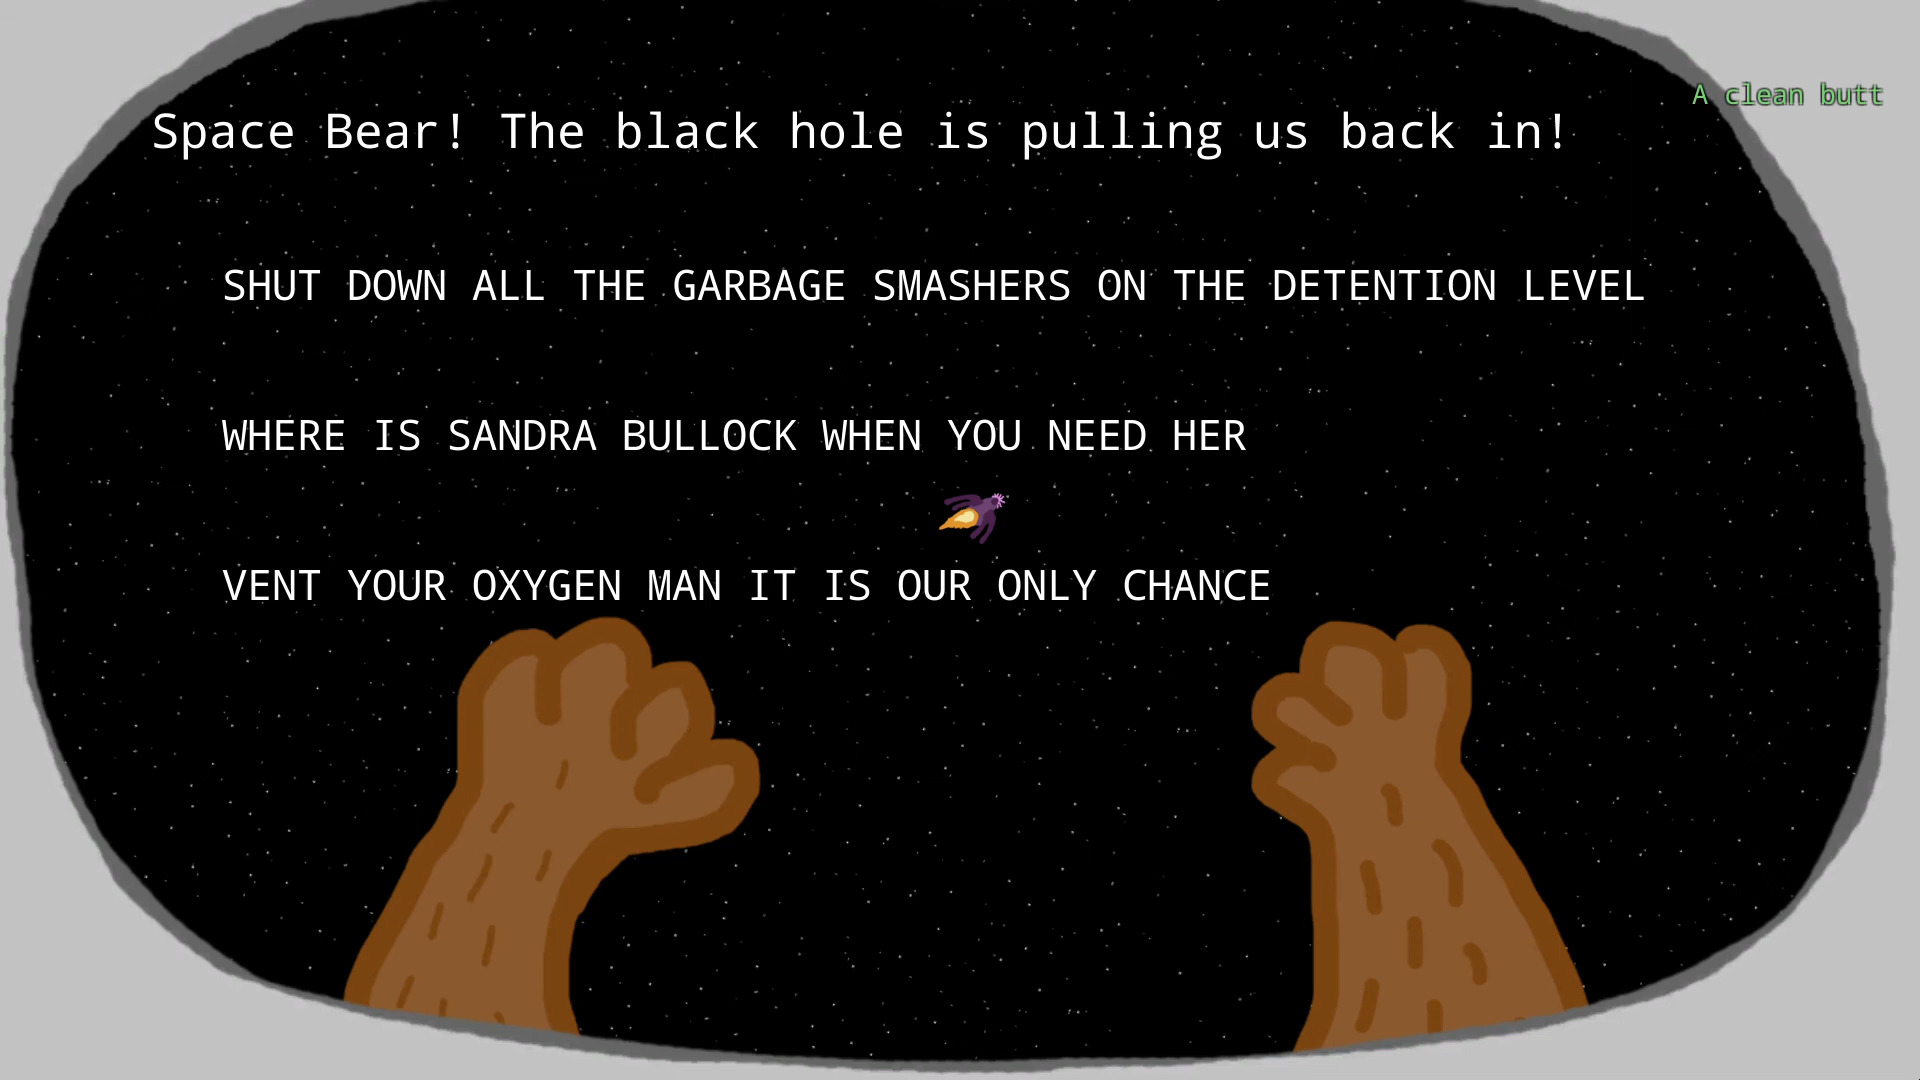 A clean butt
Space Bear! The black hole is pulling us back in!
SHUT DOWN ALL THE GARBAGE SMASHERS ON THE DETENTION LEVEL
WHERE IS SANDRA BULLOCK WHEN YOU NEED HER
VENT YOUR OXYGEN MAN IT IS OUR ONLY CHANCE